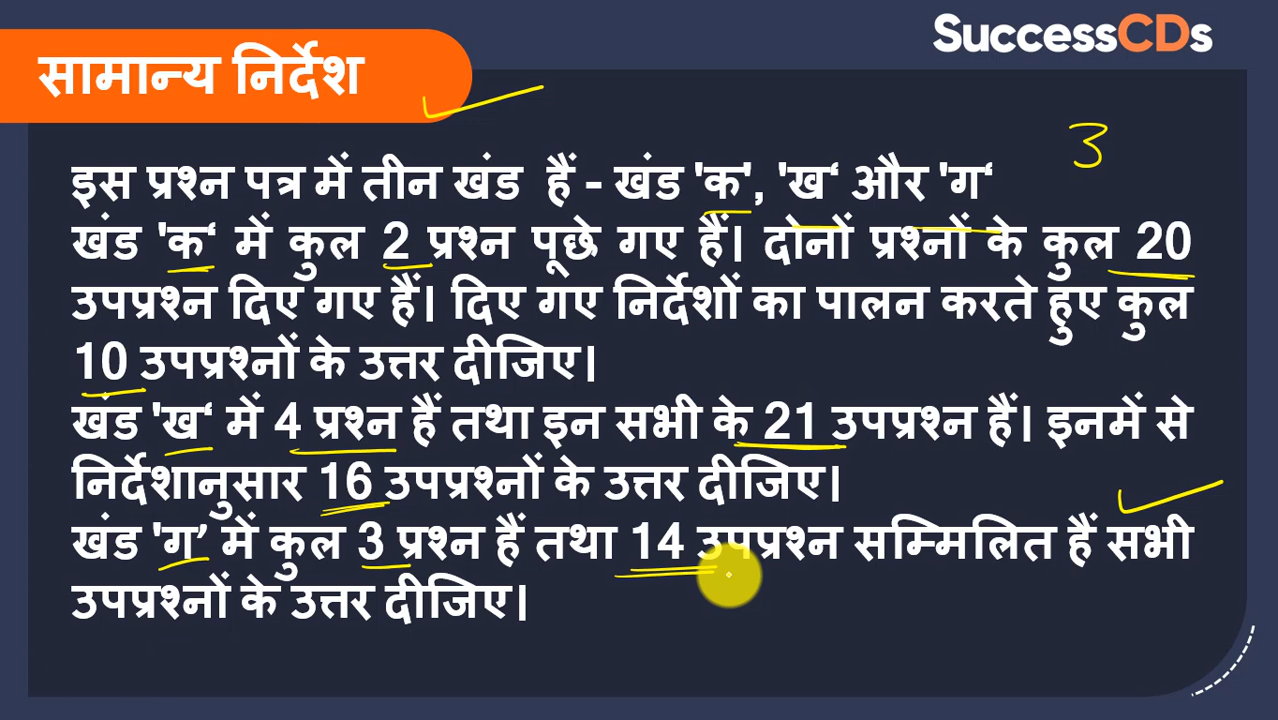 SuccessCDs
सामान्य निर्देश
3
इस प्रश्न पत्र में तीन खंड हैं - खंड 'क', 'ख‘ और 'ग‘
खंड 'क‘ में कुल 2 प्रश्न पूछे गए हैं। दोनों प्रश्नों के कुल 20
उपप्रश्न दिए गए हैं। दिए गए निर्देशों का पालन करते हुए कुल
10 उपप्रश्नों के उत्तर दीजिए।
खंड 'ख‘ में 4 प्रश्न हैं तथा इन सभी के 21 उपप्रश्न हैं। इनमें से
निर्देशानुसार 16 उपप्रश्नों के उत्तर दीजिए।
खंड 'ग’ में कुल 3 प्रश्न हैं तथा 14 उपप्रश्न सम्मिलित हैं सभी
उपप्रश्नों के उत्तर दीजिए।